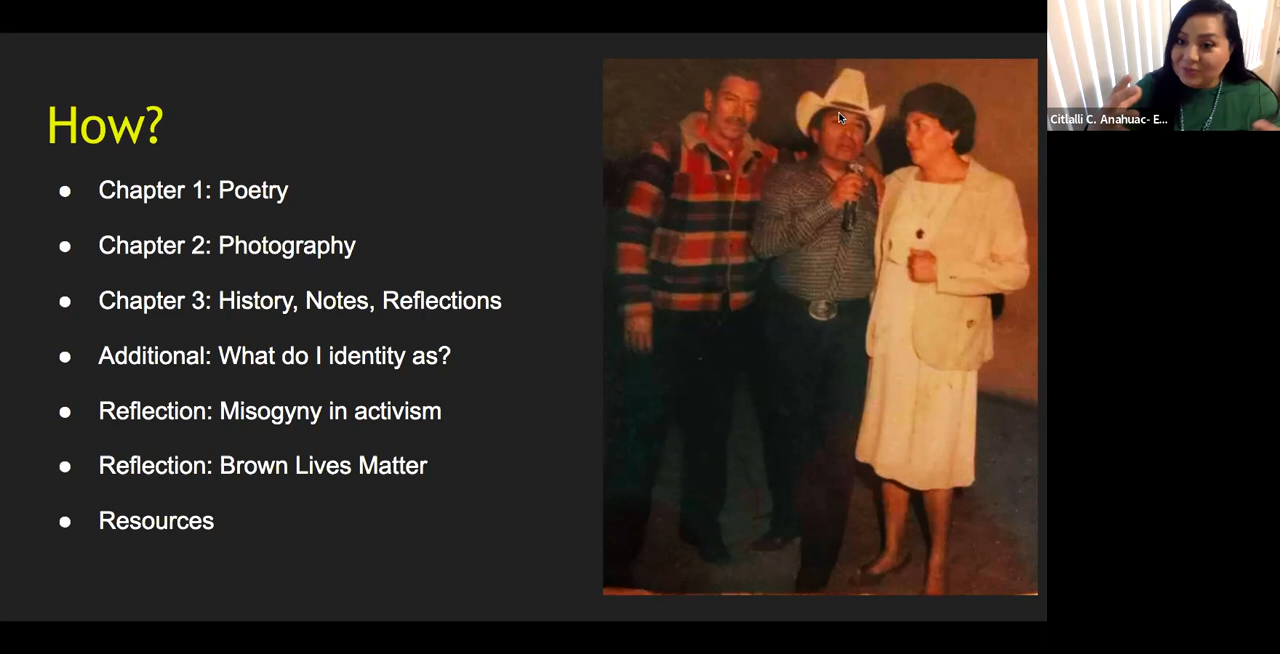 How?
● Chapter 1: Poetry
● Chapter 2: Photography
● Chapter 3: History, Notes, Reflections
● Additional: What do I identity as?
● Reflection: Misogyny in activism
● Reflection: Brown Lives Matter
● Resources
Citlalli C. Anahuac- E...